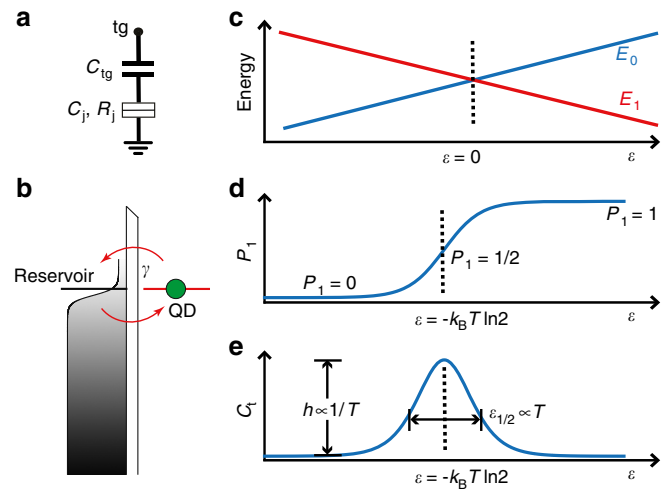 a
tg
C_tg
C_j, R_j
b
Reservoir
γ
QD
c
Energy
E_0
E_1
ε = 0
ε
d
P_1
P_1 = 0
P_1 = 1/2
P_1 = 1
ε = -k_B T ln2
ε
e
C_t
h ∝ 1/T
ε_1/2 ∝ T
ε = -k_B T ln2
ε